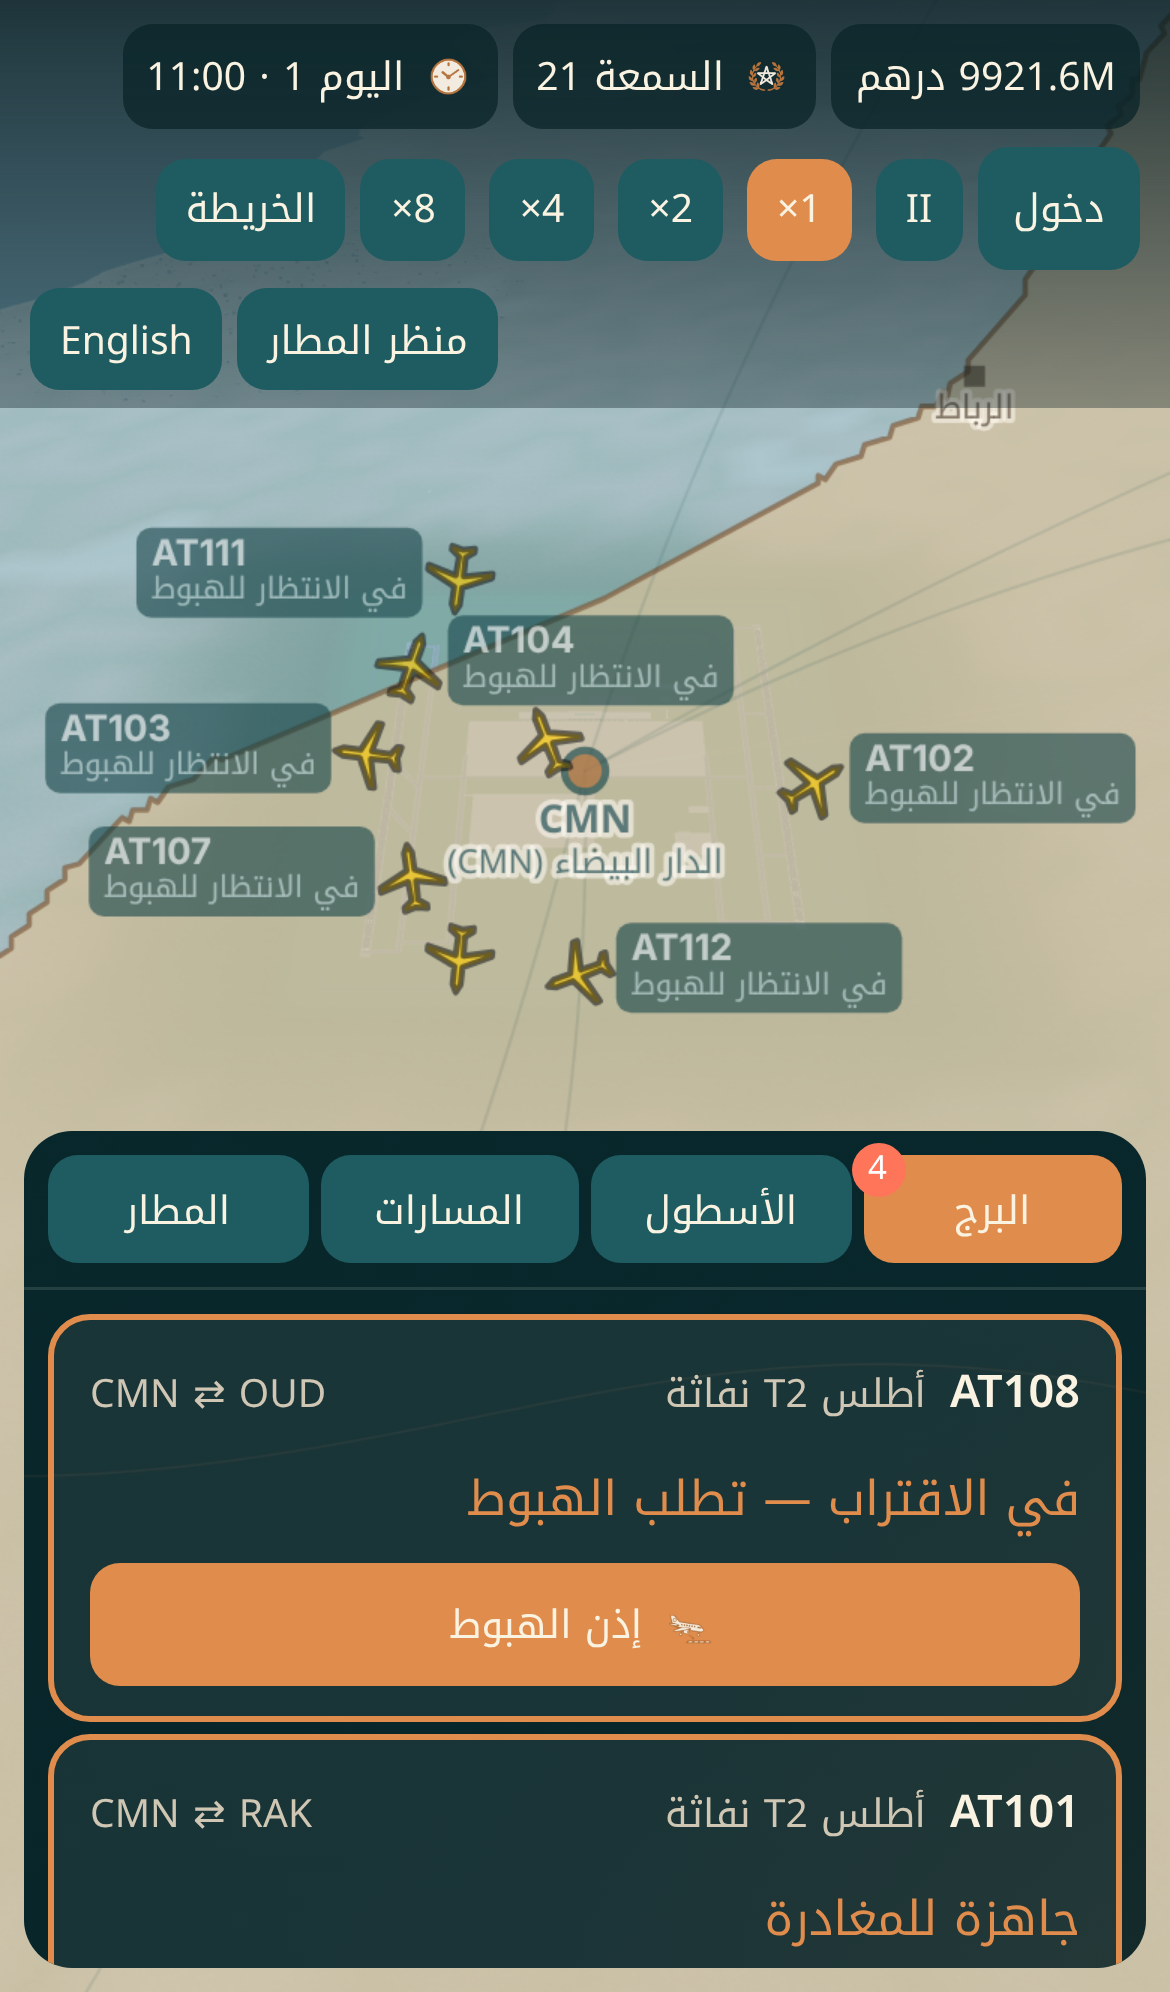 9921.6M درهم
السمعة 21
اليوم 1 · 11:00
دخول
II
×1
×2
×4
×8
الخريطة
منظر المطار
English
الرباط
AT111
في الانتظار للهبوط
AT104
في الانتظار للهبوط
AT103
في الانتظار للهبوط
AT102
في الانتظار للهبوط
CMN
الدار البيضاء (CMN)
AT107
في الانتظار للهبوط
AT112
في الانتظار للهبوط
البرج
4
الأسطول
المسارات
المطار
AT108 أطلس T2 نفاثة
CMN ⇄ OUD
في الاقتراب — تطلب الهبوط
إذن الهبوط
AT101 أطلس T2 نفاثة
CMN ⇄ RAK
جاهزة للمغادرة